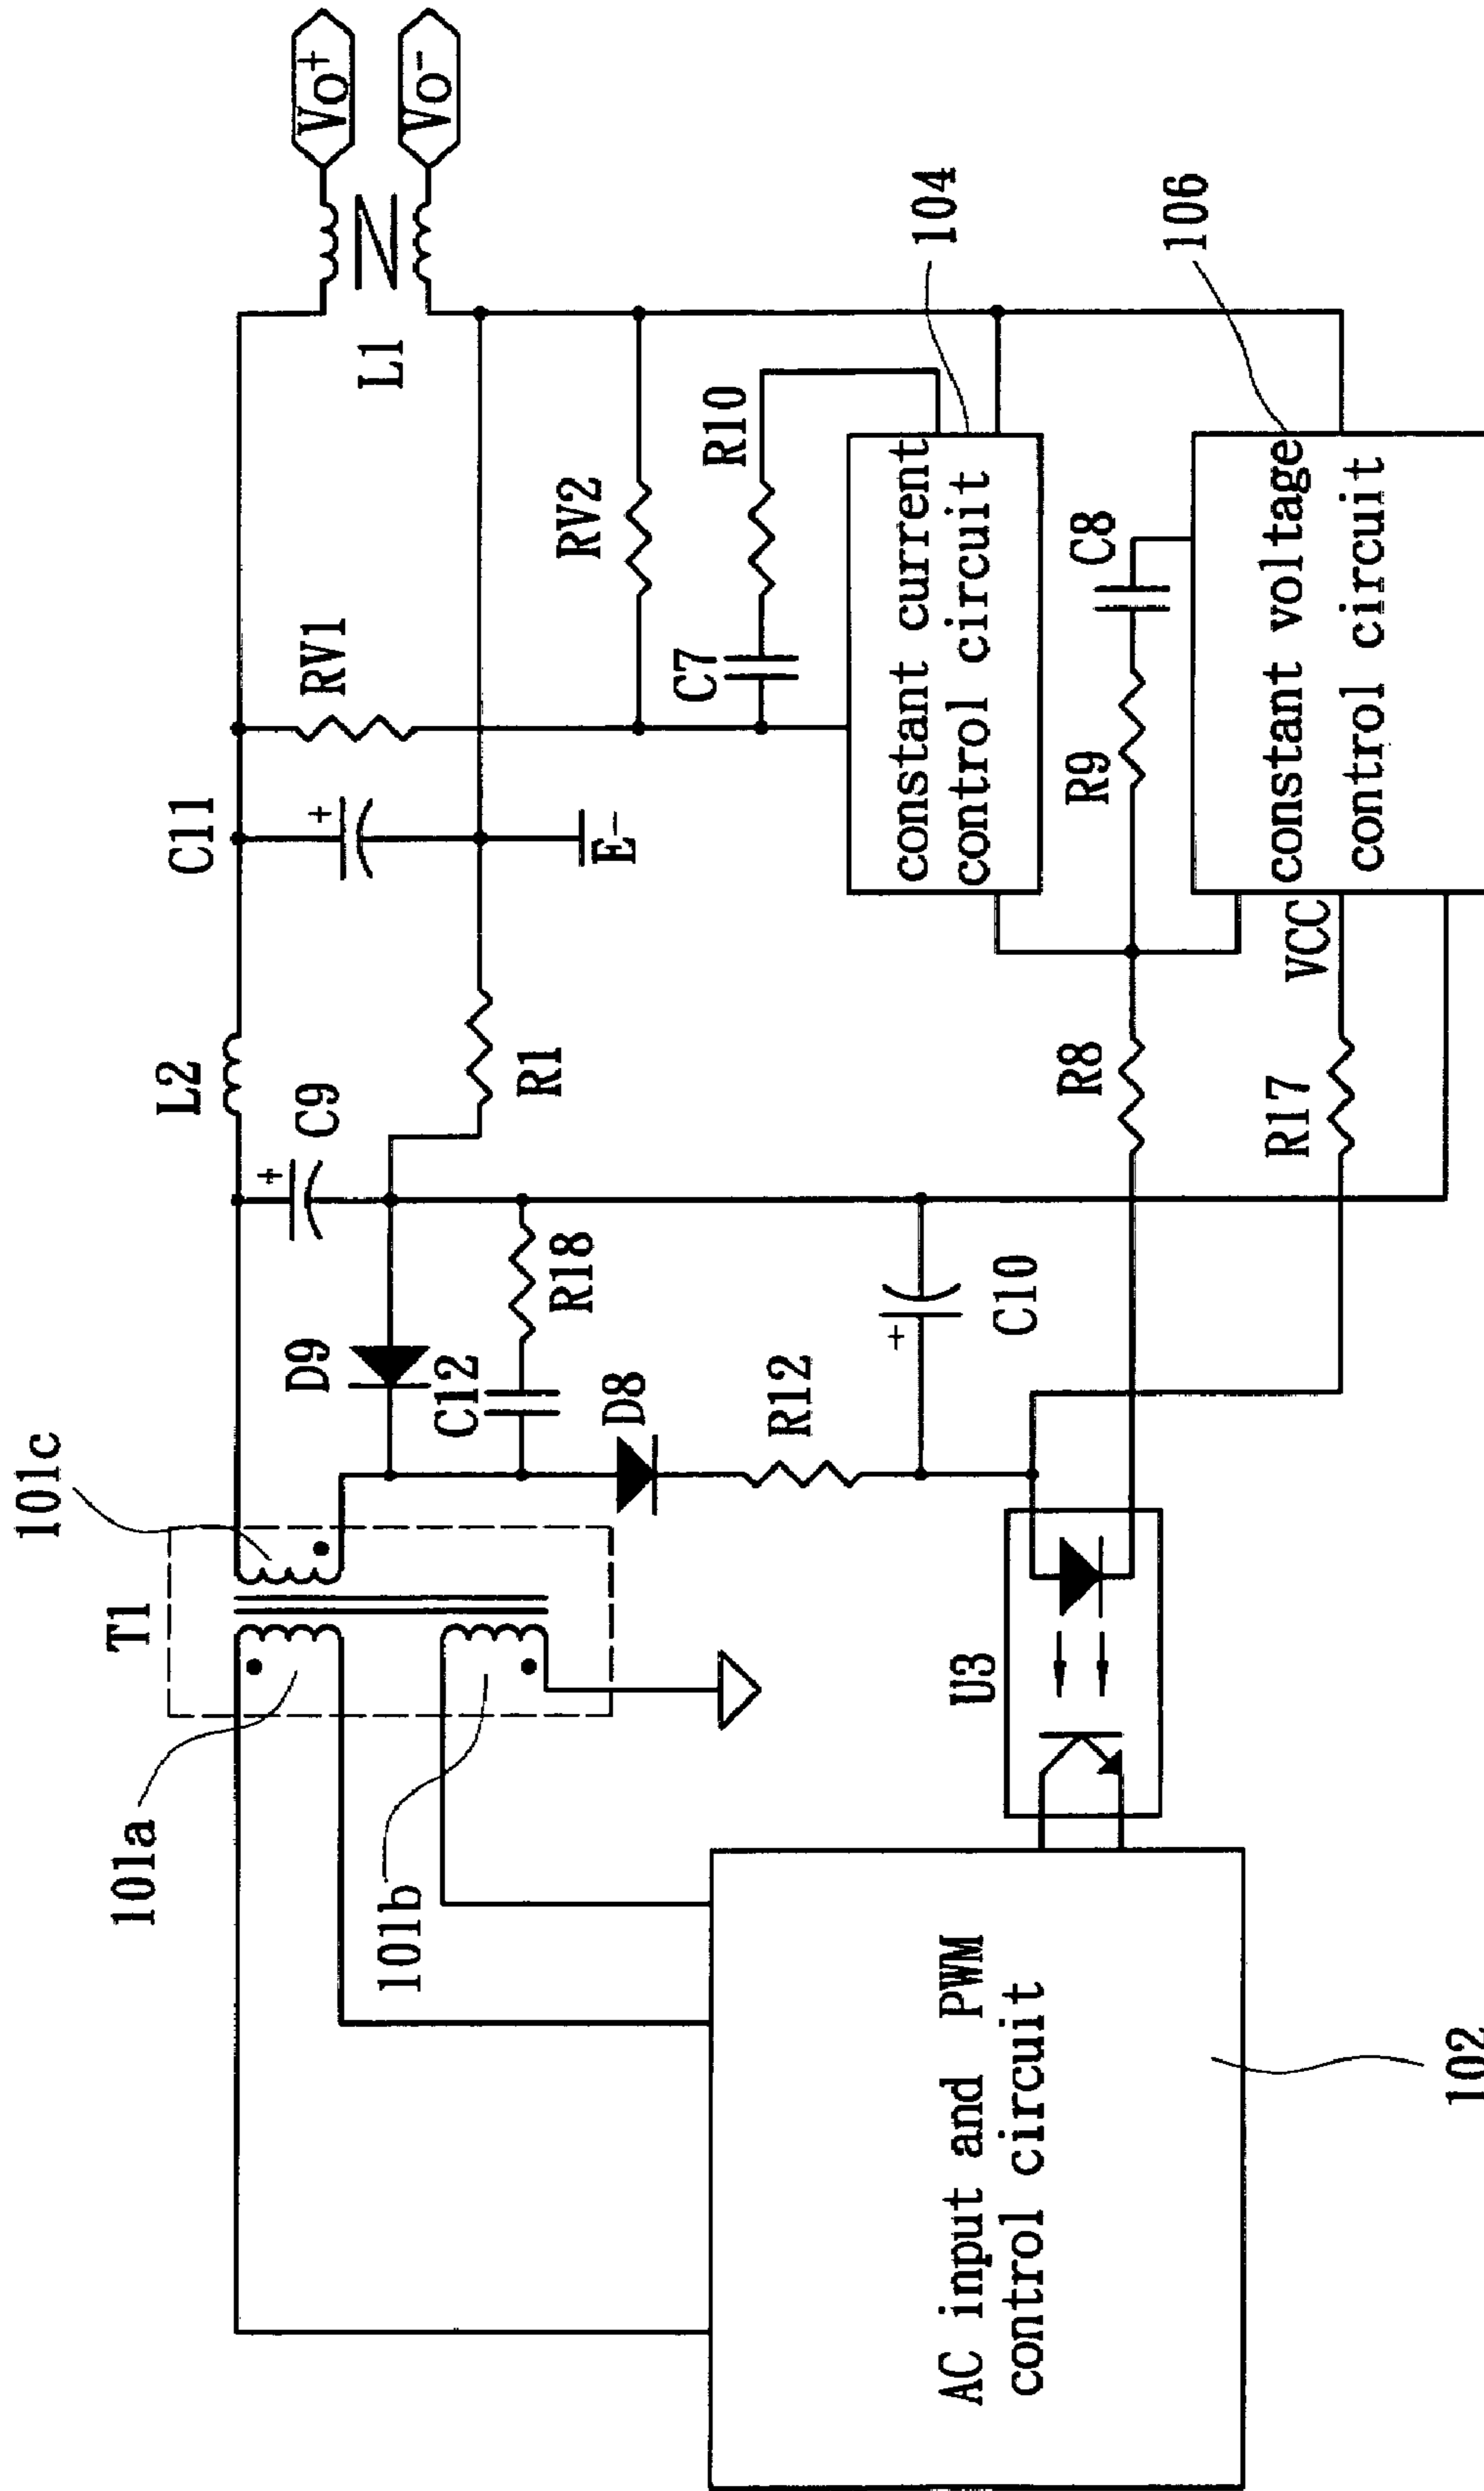 Vo+
Vo-
L1
104
106
RV2
R10
C7
constant current
control circuit
C8
R9
constant voltage
control circuit
VCC
RV1
C11
+
E-
L2
R1
C9
+
R8
R17
R18
D9
C12
D8
R12
+
C10
101c
T1
101a
101b
U3
AC input and PWM
control circuit
102